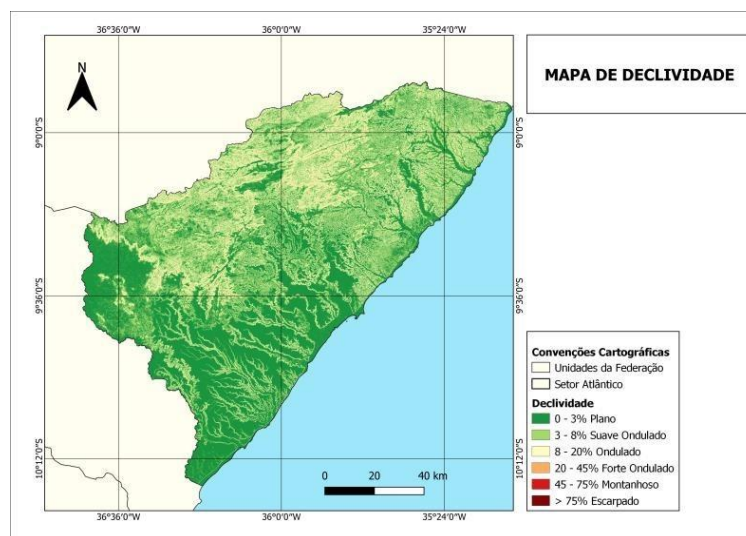 36°36'0"W 36°0'0"W 35°24'0"W
MAPA DE DECLIVIDADE
N
9°0'0"S 9°0'0"S
9°36'0"S 9°36'0"S
Convenções Cartográficas
Unidades da Federação
Setor Atlântico
Declividade
0 - 3% Plano
3 - 8% Suave Ondulado
8 - 20% Ondulado
20 - 45% Forte Ondulado
45 - 75% Montanhoso
> 75% Escarpado
10°12'0"S 10°12'0"S
0 20 40 km
36°36'0"W 36°0'0"W 35°24'0"W